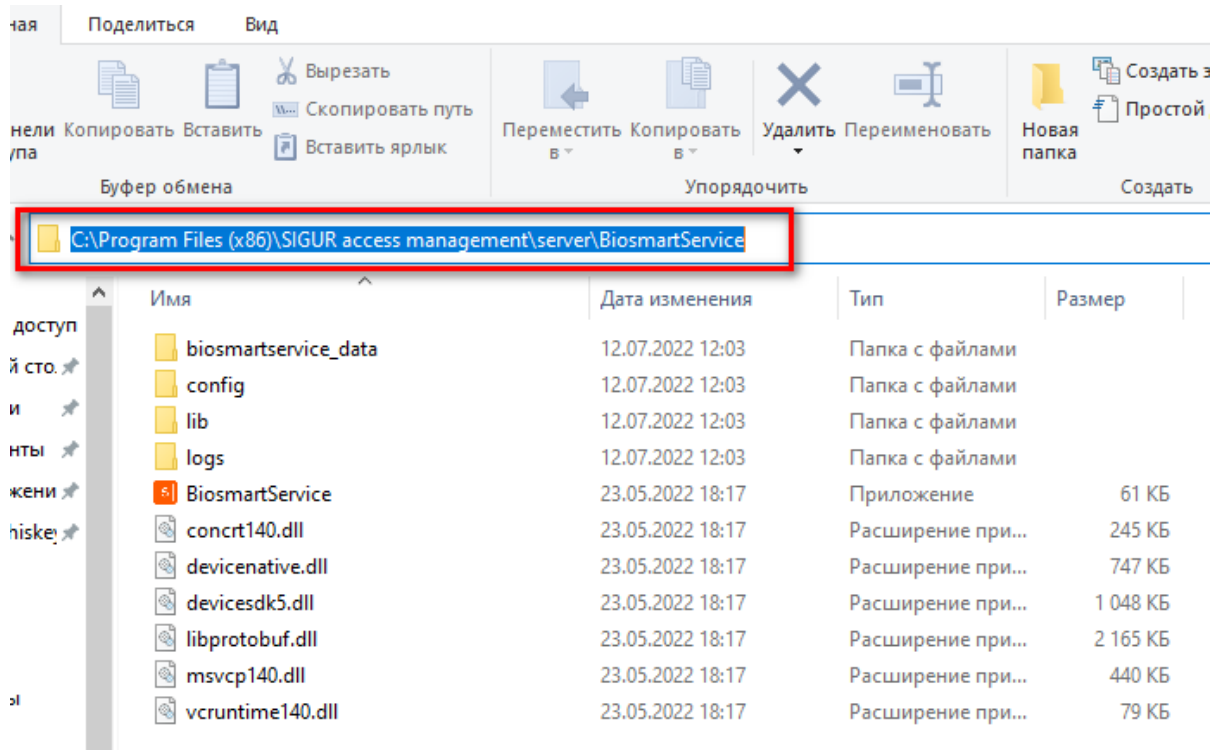 ная Поделиться Вид
Вырезать
Скопировать путь
Вставить ярлык
Копировать Вставить
Буфер обмена
Переместить в
Копировать в
Удалить Переименовать
Упорядочить
Новая папка
Создать
Простой
Создать
C:\Program Files (x86)\SIGUR access management\server\BiosmartService
Имя Дата изменения Тип Размер
доступ
biosmartservice_data 12.07.2022 12:03 Папка с файлами
config 12.07.2022 12:03 Папка с файлами
lib 12.07.2022 12:03 Папка с файлами
logs 12.07.2022 12:03 Папка с файлами
BiosmartService 23.05.2022 18:17 Приложение 61 КБ
concrt140.dll 23.05.2022 18:17 Расширение при... 245 КБ
devicenative.dll 23.05.2022 18:17 Расширение при... 747 КБ
devicesdk5.dll 23.05.2022 18:17 Расширение при... 1 048 КБ
libprotobuf.dll 23.05.2022 18:17 Расширение при... 2 165 КБ
msvcp140.dll 23.05.2022 18:17 Расширение при... 440 КБ
vcruntime140.dll 23.05.2022 18:17 Расширение при... 79 КБ